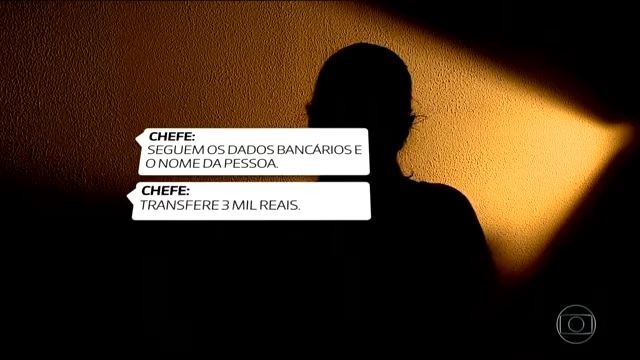 CHEFE:
SEGUEM OS DADOS BANCÁRIOS E
O NOME DA PESSOA.
CHEFE:
TRANSFERE 3 MIL REAIS.